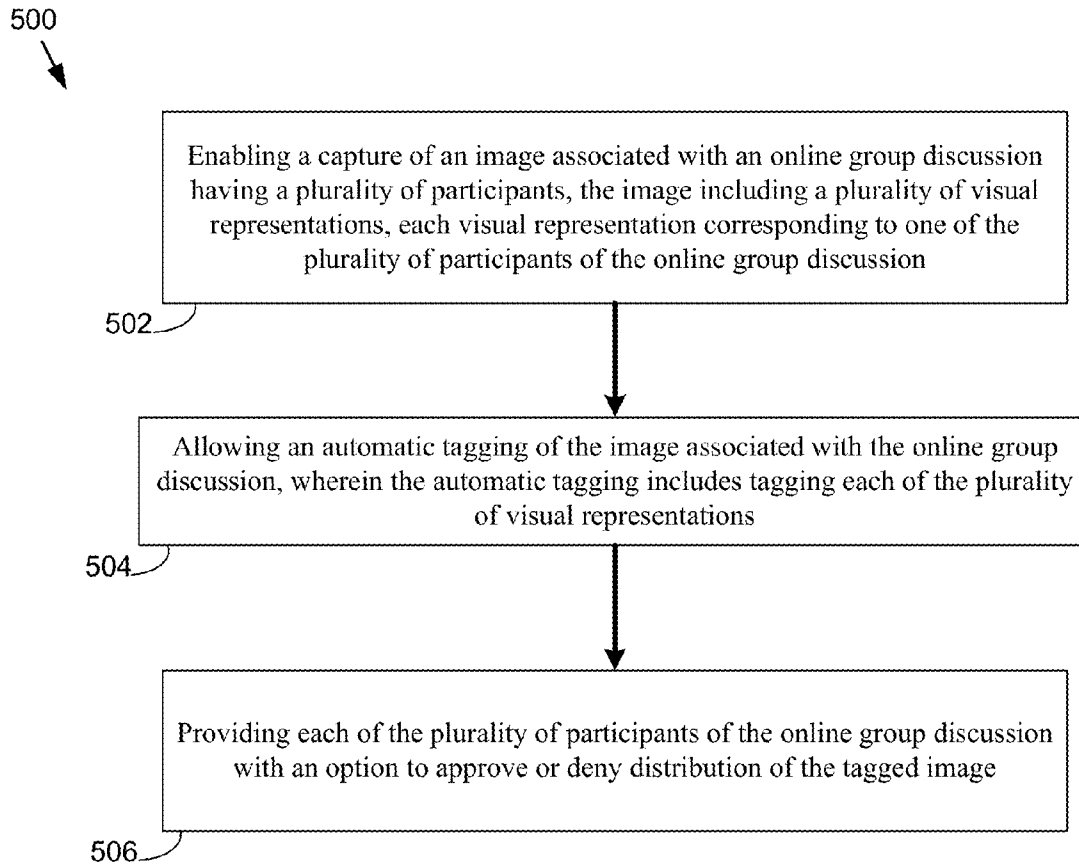 500
Enabling a capture of an image associated with an online group discussion
having a plurality of participants, the image including a plurality of visual
representations, each visual representation corresponding to one of the
plurality of participants of the online group discussion
502
Allowing an automatic tagging of the image associated with the online group
discussion, wherein the automatic tagging includes tagging each of the plurality
of visual representations
504
Providing each of the plurality of participants of the online group discussion
with an option to approve or deny distribution of the tagged image
506